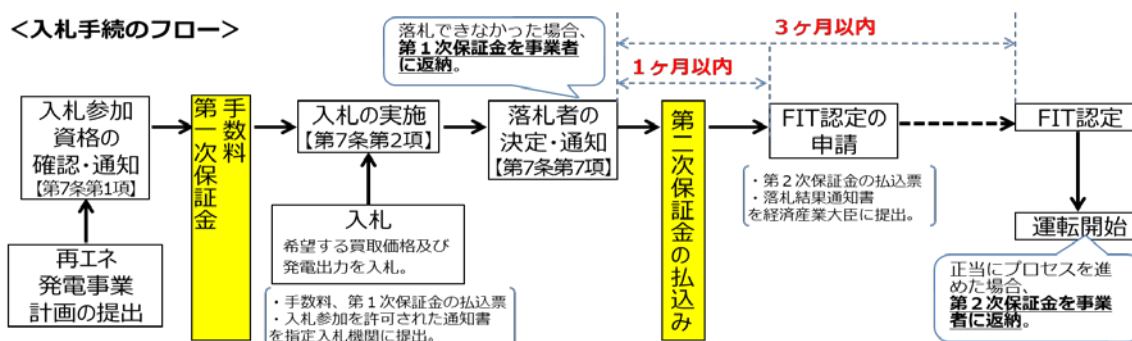 <入札手続のフロー>
落札できなかった場合、
第1次保証金を事業者
に返納。
3ヶ月以内
1ヶ月以内
入札参加
資格の
確認・通知
【第7条第1項】
手数料
第一次保証金
入札の実施
【第7条第2項】
落札者の
決定・通知
【第7条第7項】
第二次保証金の払込み
FIT認定の
申請
FIT認定
・第2次保証金の払込票
・落札結果通知書
を経済産業大臣に提出。
再エネ
発電事業
計画の提出
入札
希望する買取価格及び
発電出力を入札。
・手数料、第1次保証金の払込票
・入札参加を許可された通知書
を指定入札機関に提出。
運転開始
正当にプロセスを進
めた場合、
第2次保証金を事業
者に返納。